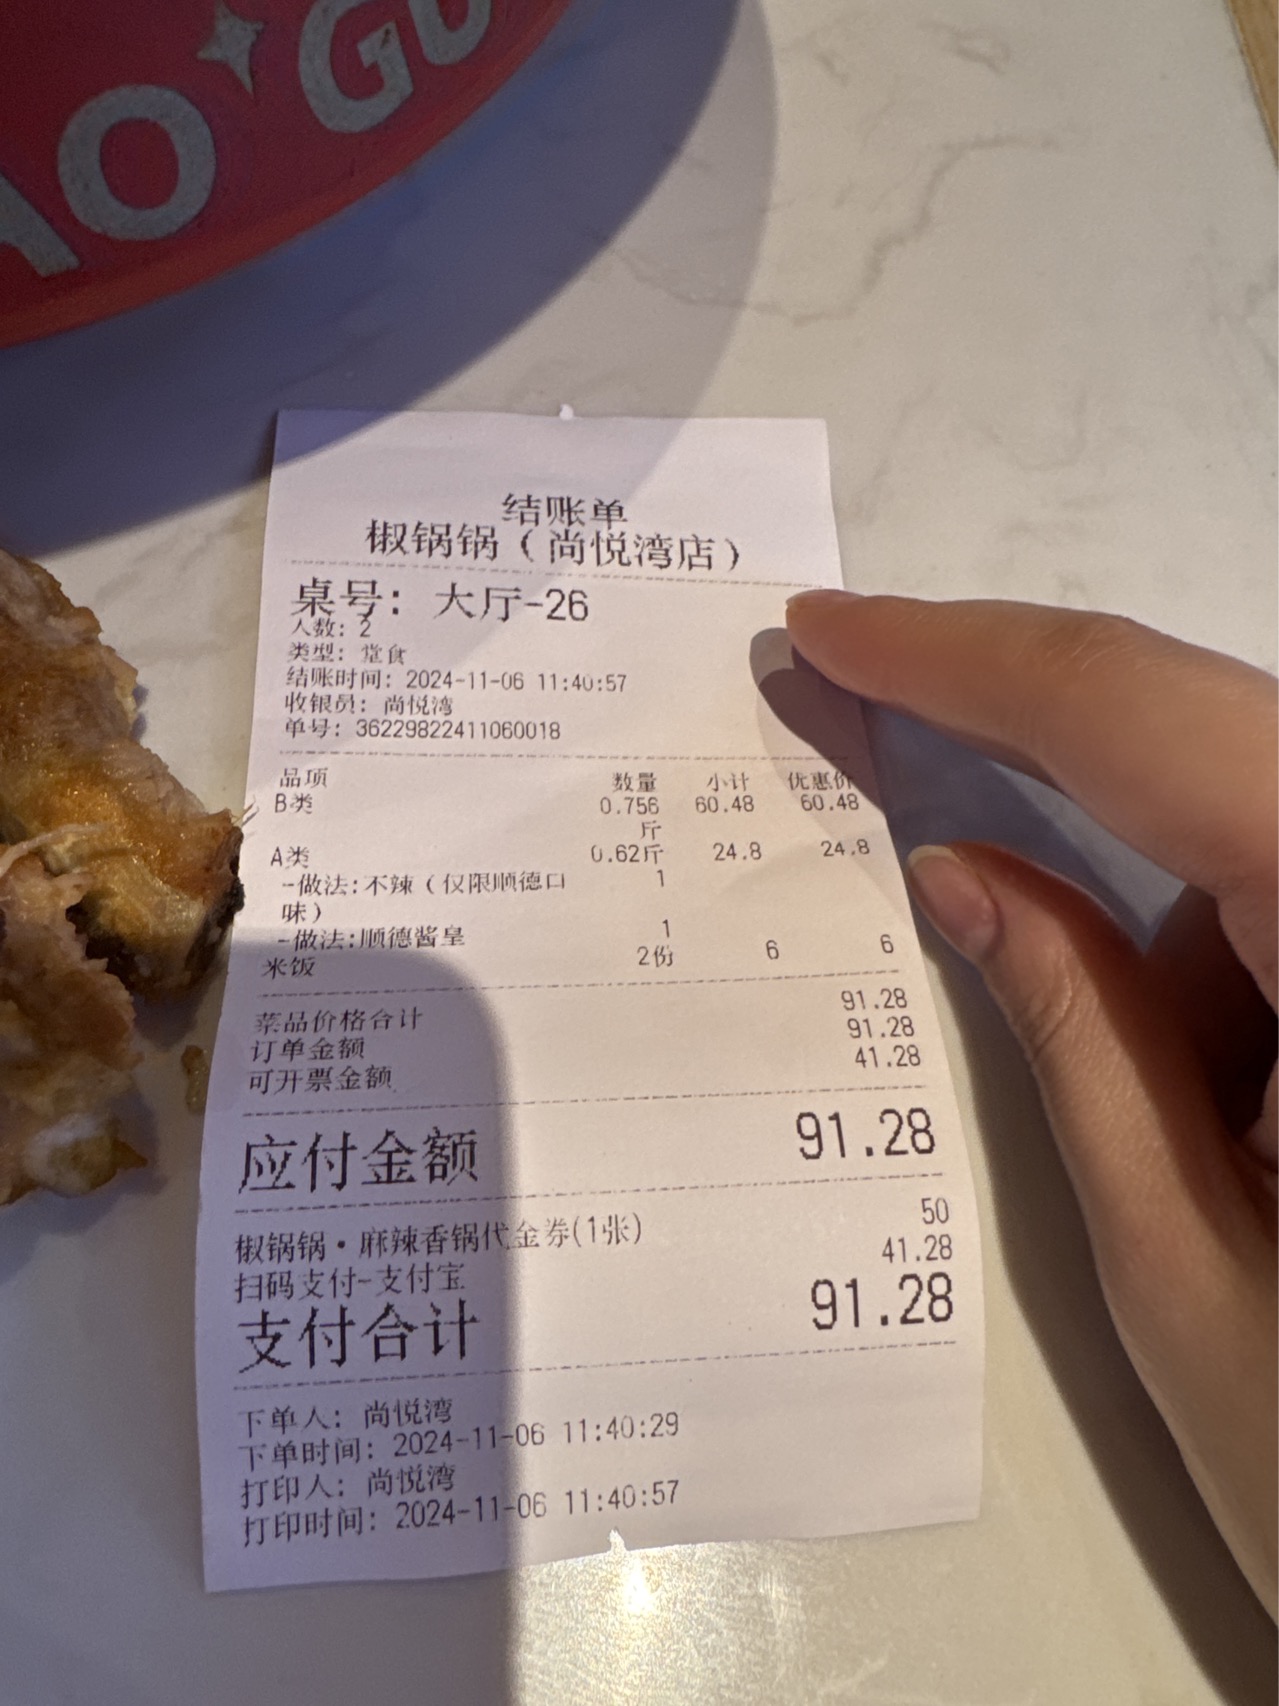 AO GU
结账单
椒锅锅（尚悦湾店）
桌号: 大厅-26
人数: 2
类型: 堂食
结账时间: 2024-11-06 11:40:57
收银员: 尚悦湾
单号: 36229822411060018
品项 数量 小计 优惠价
B类 0.756 60.48 60.48
斤
A类 0.62斤 24.8 24.8
-做法:不辣（仅限顺德口 1
味）
-做法:顺德酱皇 1
米饭 2份 6 6
菜品价格合计 91.28
订单金额 91.28
可开票金额 41.28
应付金额 91.28
椒锅锅·麻辣香锅代金券(1张) 50
扫码支付-支付宝 41.28
支付合计 91.28
下单人: 尚悦湾
下单时间: 2024-11-06 11:40:29
打印人: 尚悦湾
打印时间: 2024-11-06 11:40:57